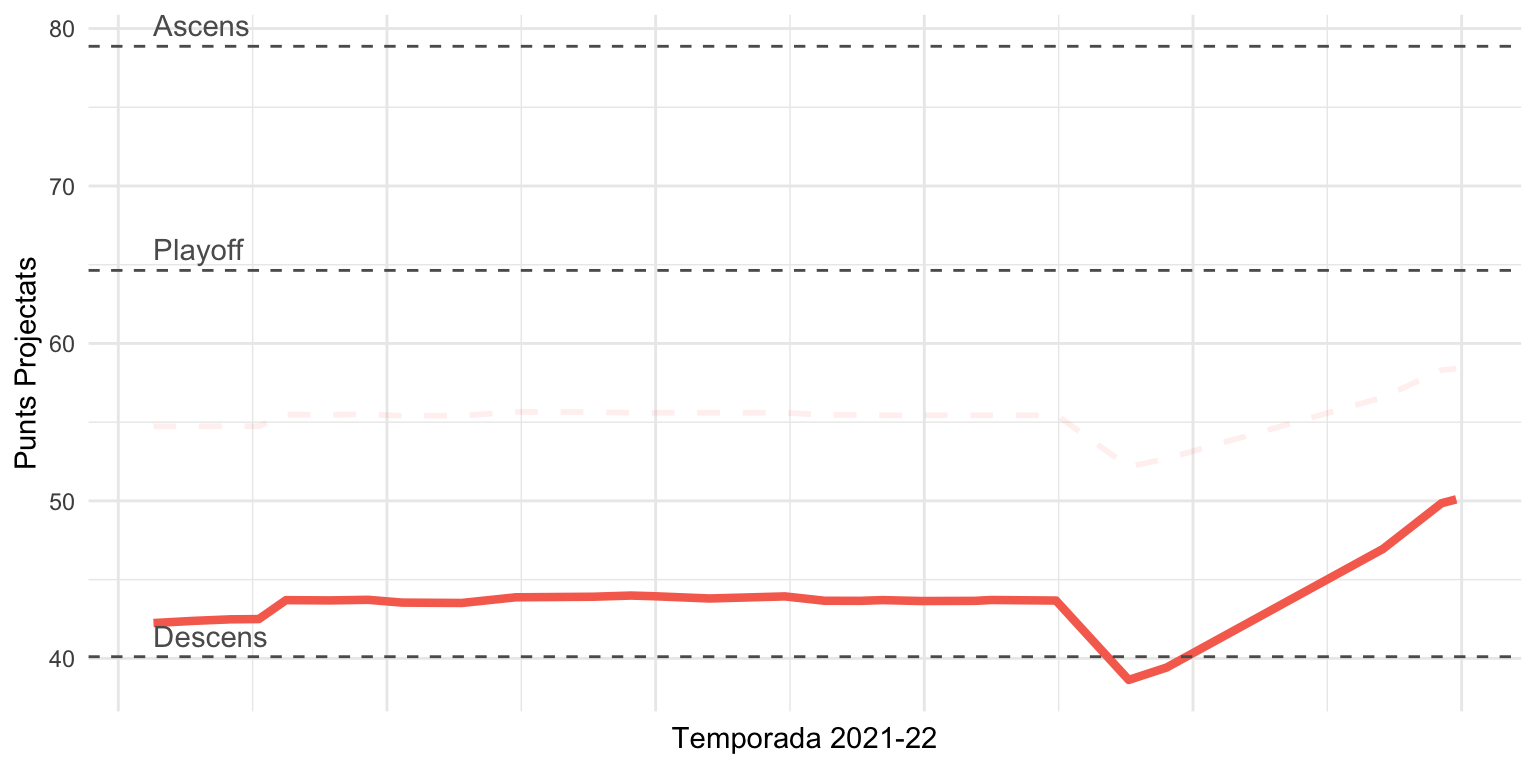 80
Ascens
70
Playoff
60
50
Descens
40
Punts Projectats
Temporada 2021-22